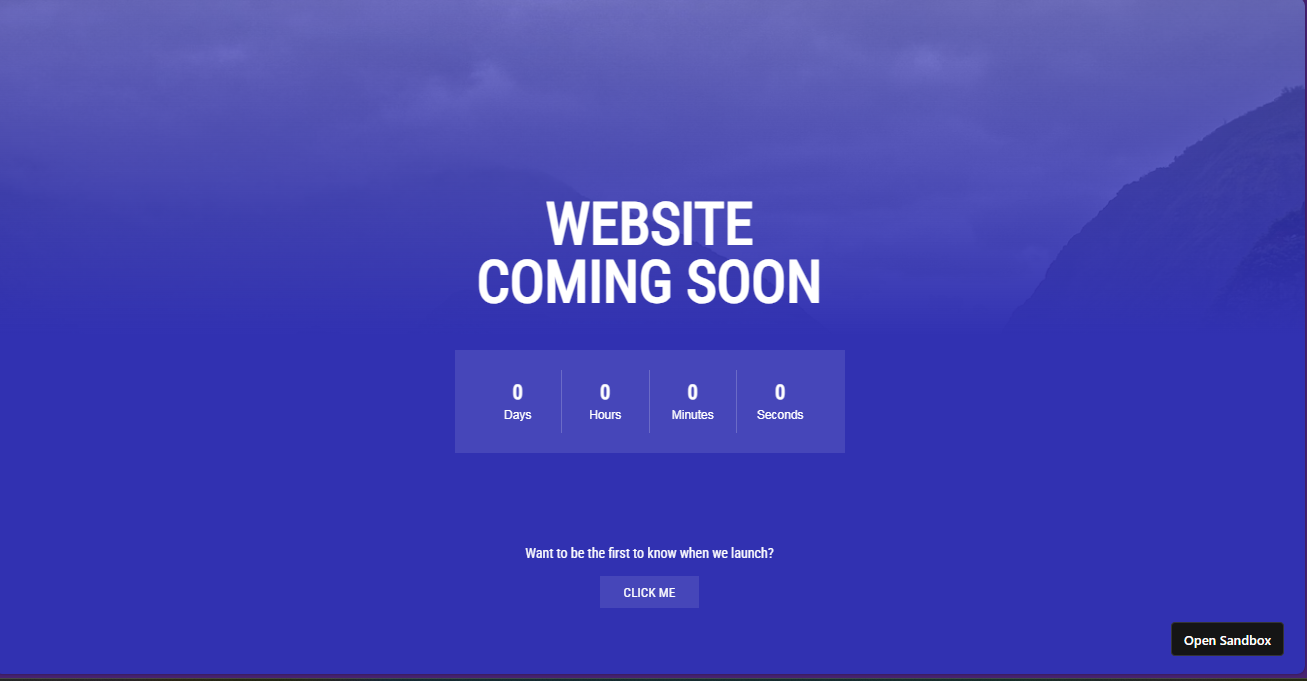 WEBSITE
COMING SOON
0 0 0 0
Days Hours Minutes Seconds
Want to be the first to know when we launch?
CLICK ME
Open Sandbox